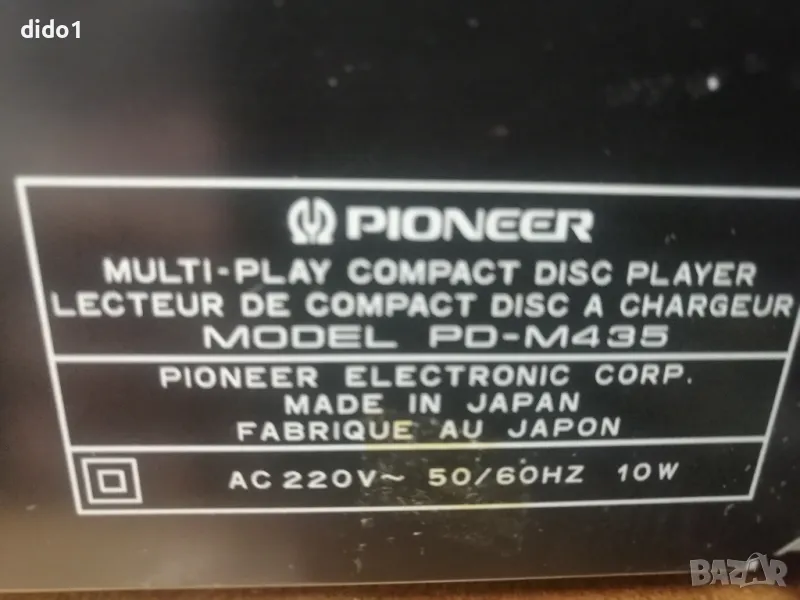 dido1
PIONEER
MULTI-PLAY COMPACT DISC PLAYER
LECTEUR DE COMPACT DISC A CHARGEUR
MODEL PD-M435
PIONEER ELECTRONIC CORP.
MADE IN JAPAN
FABRIQUE AU JAPON
AC 220V~ 50/60HZ 10W
BAZAR